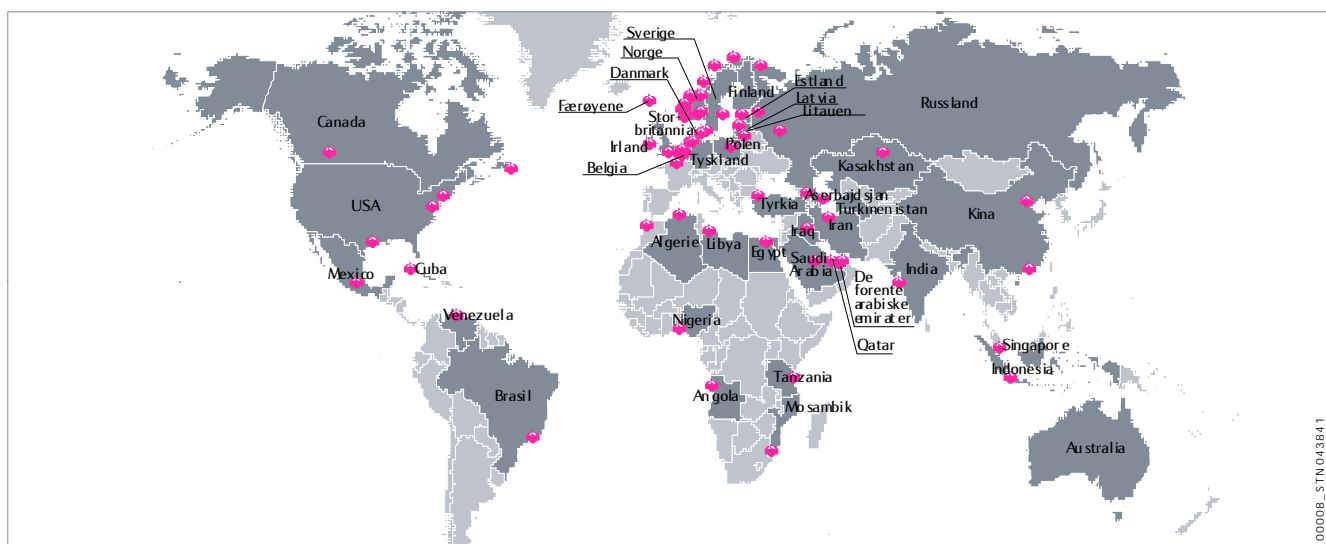 Sverige
Norge
Danmark
Færøyene
Stor-
britannia
Irland
Belgia
Finland
Estland
Latvia
Litauen
Polen
Tyskland
Russland
Canada
USA
Mexico
Cuba
Venezuela
Brasil
Kasakhstan
Aserbajdsjan
Turkmenistan
Tyrkia
Iraq
Iran
Kina
Algerie
Libya
Egypt
Saudi
Arabia
De
forente
arabiske
emirater
Qatar
India
Nigeria
Angola
Tanzania
Mosambik
Singapore
Indonesia
Australia
00008_STN043841